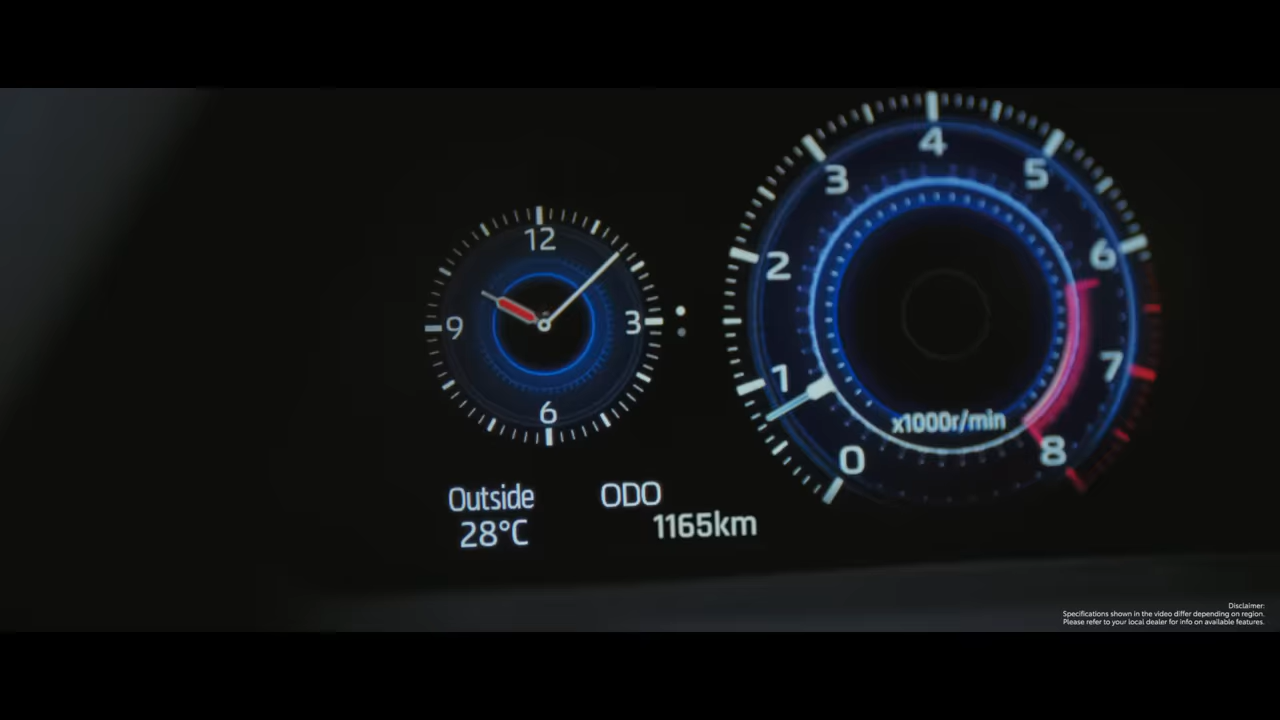 12
3
6
9
0
1
2
3
4
5
6
7
8
x1000r/min
Outside
28°C
ODO
1165km
Disclaimer:
Specifications shown in the video differ depending on region.
Please refer to your local dealer for info on available features.